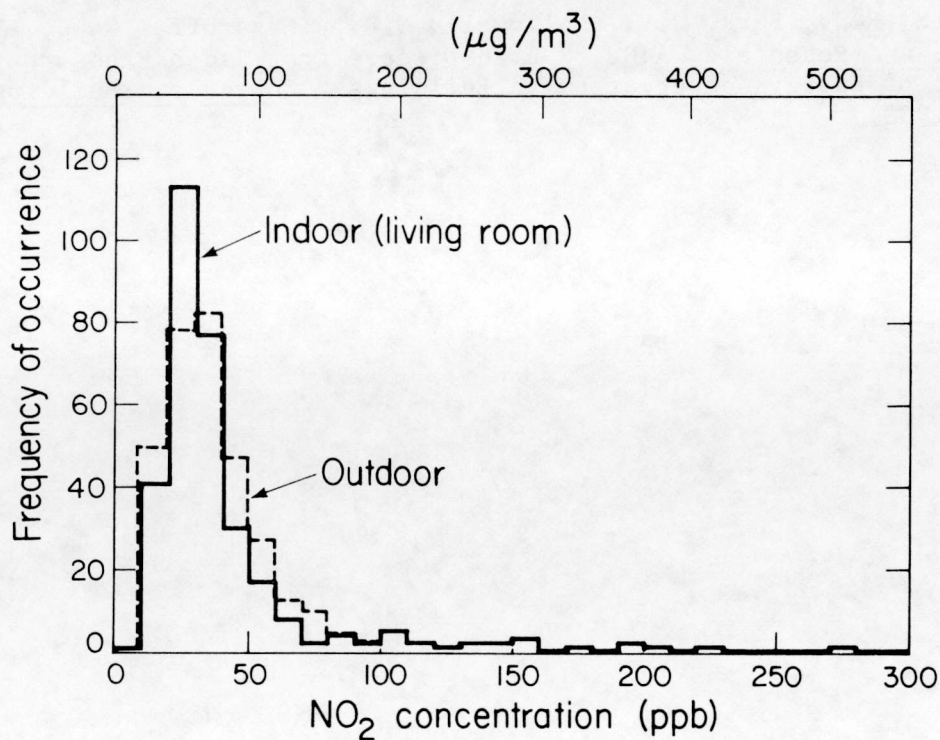 (μg/m³)
0 100 200 300 400 500
Frequency of occurrence
120
100
80
60
40
20
0
Indoor (living room)
Outdoor
0 50 100 150 200 250 300
NO₂ concentration (ppb)